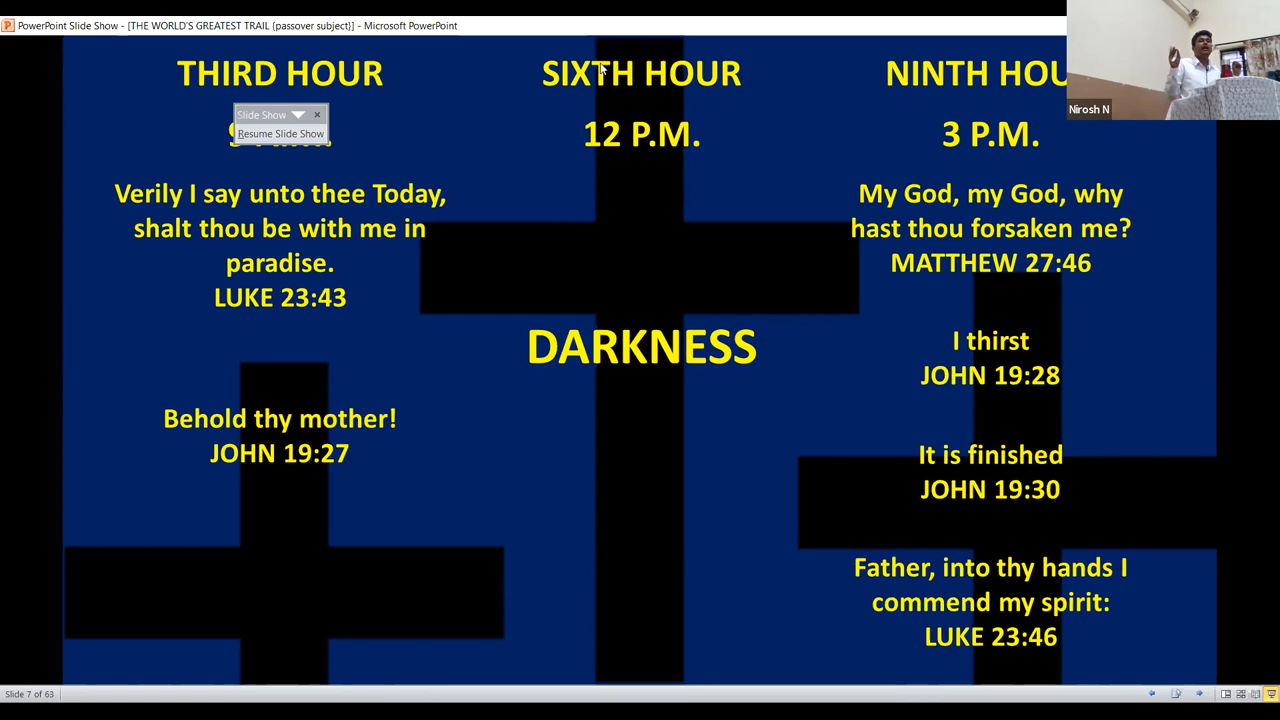 PowerPoint Slide Show - [THE WORLD'S GREATEST TRAIL (passover subject}] - Microsoft PowerPoint
THIRD HOUR
Slide Show
Resume Slide Show
Verily I say unto thee Today,
shalt thou be with me in
paradise.
LUKE 23:43
Behold thy mother!
JOHN 19:27
SIXTH HOUR
12 P.M.
DARKNESS
NINTH HOU
3 P.M.
My God, my God, why
hast thou forsaken me?
MATTHEW 27:46
I thirst
JOHN 19:28
It is finished
JOHN 19:30
Father, into thy hands I
commend my spirit:
LUKE 23:46
Nirosh N
Slide 7 of 63